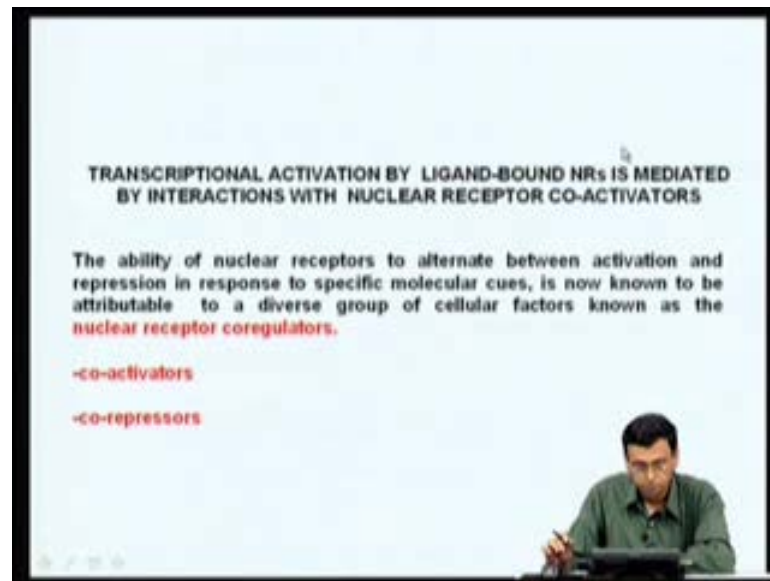 TRANSCRIPTIONAL ACTIVATION BY LIGAND-BOUND NRs IS MEDIATED
BY INTERACTIONS WITH NUCLEAR RECEPTOR CO-ACTIVATORS
The ability of nuclear receptors to alternate between activation and
repression in response to specific molecular cues, is now known to be
attributable to a diverse group of cellular factors known as the
nuclear receptor coregulators.
-co-activators
-co-repressors